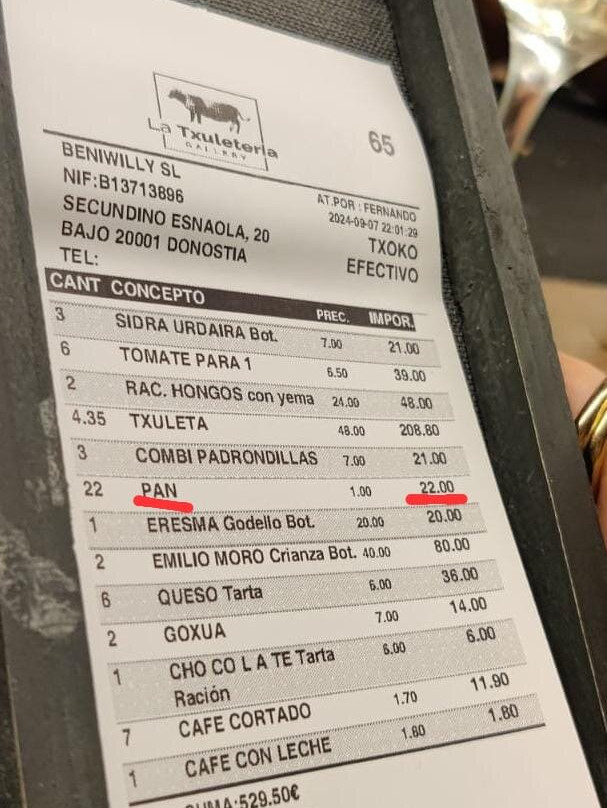 La Txuleteria
GALLERY
65
BENIWILLY SL
NIF:B13713896
SECUNDINO ESNAOLA, 20
BAJO 20001 DONOSTIA
TEL:
AT.POR : FERNANDO
2024-09-07 22:01:29
TXOKO
EFECTIVO
CANT CONCEPTO PREC. IMPOR.
3 SIDRA URDAIRA Bot. 7.00 21.00
6 TOMATE PARA 1 6.50 39.00
2 RAC. HONGOS con yema 24.00 48.00
4.35 TXULETA 48.00 208.80
3 COMBI PADRONDILLAS 7.00 21.00
22 PAN 1.00 22.00
1 ERESMA Godello Bot. 20.00 20.00
2 EMILIO MORO Crianza Bot. 40.00 80.00
6 QUESO Tarta 6.00 36.00
2 GOXUA 7.00 14.00
1 CHO CO L A TE Tarta 6.00 6.00
Ración
7 CAFE CORTADO 1.70 11.90
1 CAFE CON LECHE 1.80 1.80
SUMA:529.50€